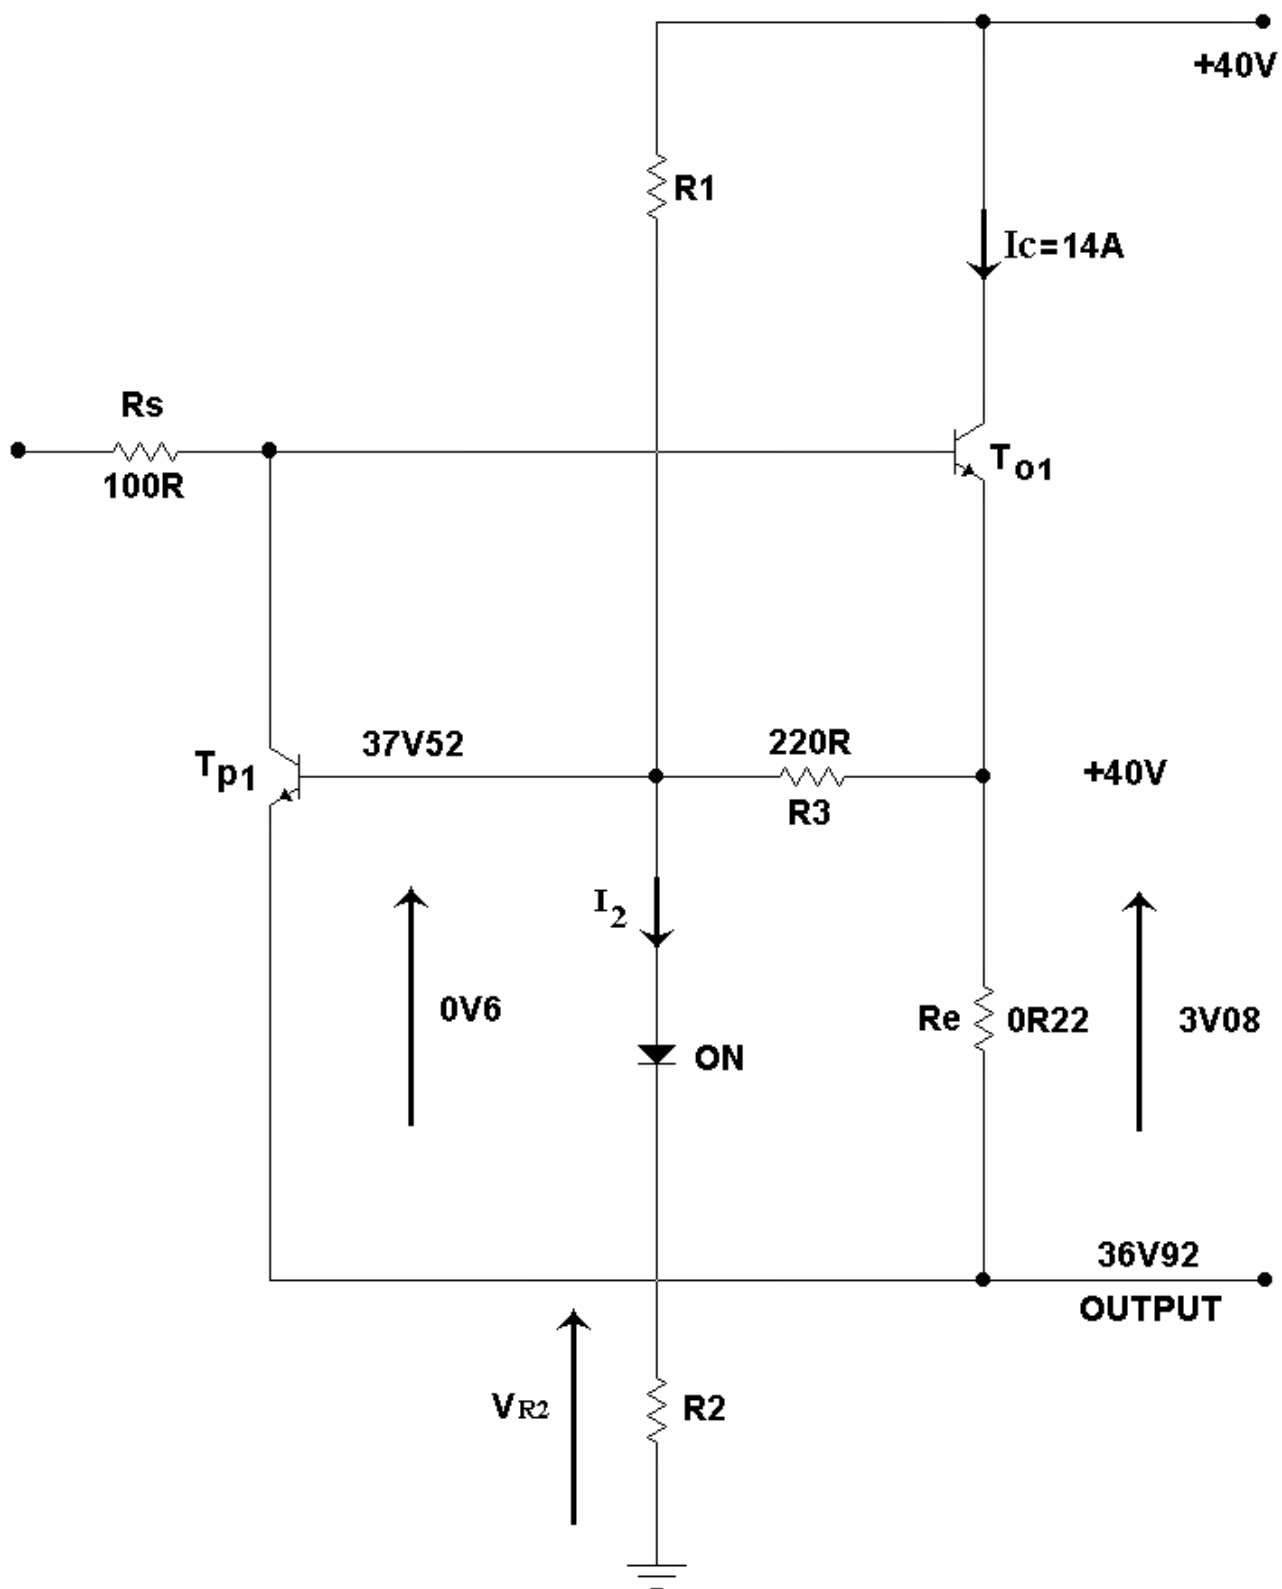 +40V
R1
Ic=14A
Rs
100R
To1
Tp1
37V52
220R
R3
+40V
I2
0V6
ON
Re
0R22
3V08
36V92
OUTPUT
VR2
R2